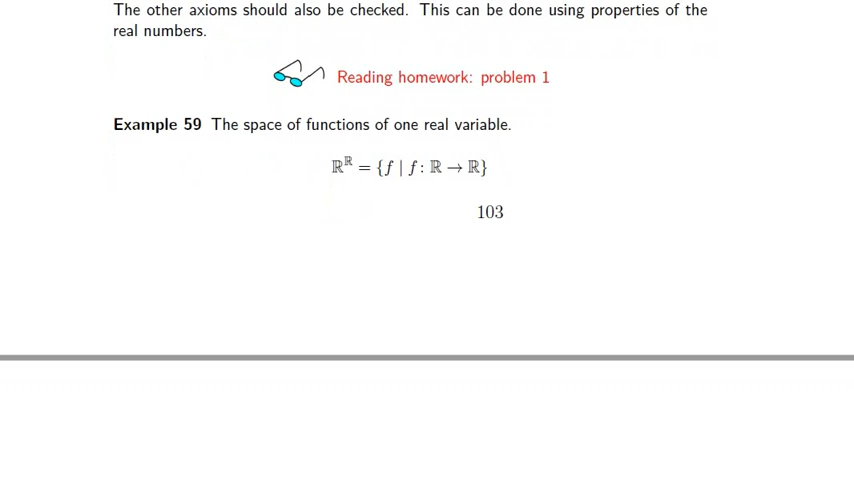 The other axioms should also be checked. This can be done using properties of the
real numbers.
Reading homework: problem 1
Example 59 The space of functions of one real variable.
ℝ^ℝ = {f | f : ℝ → ℝ}
103